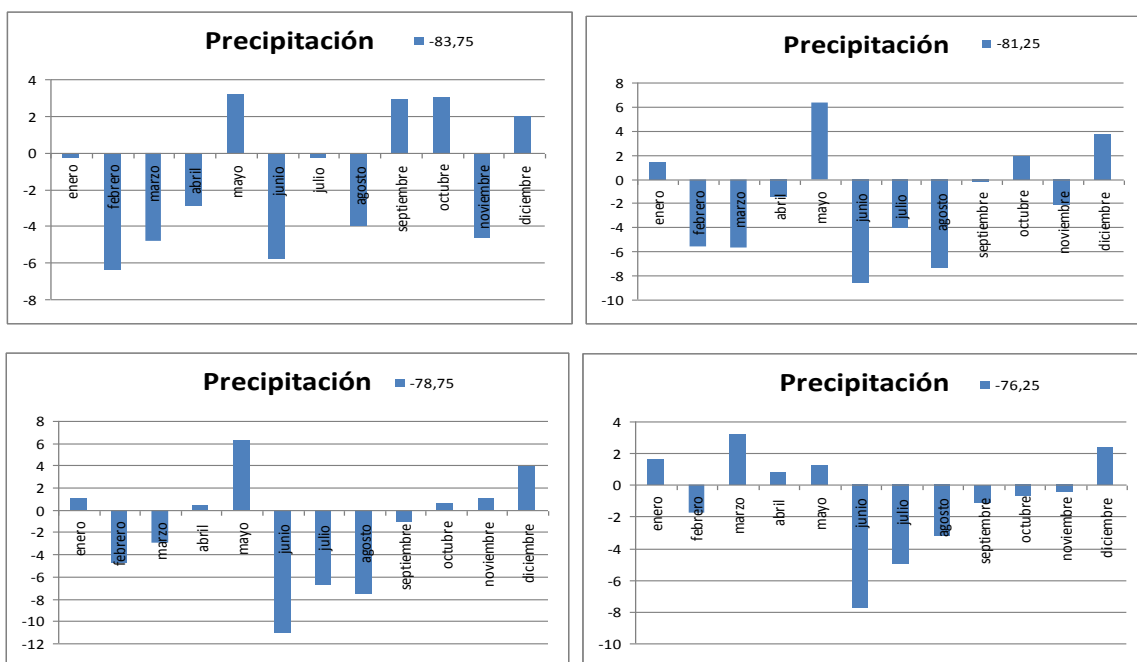 Precipitación -83,75
4
2
0
-2
-4
-6
-8
enero
febrero
marzo
abril
mayo
junio
julio
agosto
septiembre
octubre
noviembre
diciembre
Precipitación -81,25
8
6
4
2
0
-2
-4
-6
-8
-10
enero
febrero
marzo
abril
mayo
junio
julio
agosto
septiembre
octubre
noviembre
diciembre
Precipitación -78,75
8
6
4
2
0
-2
-4
-6
-8
-10
-12
enero
febrero
marzo
abril
mayo
junio
julio
agosto
septiembre
octubre
noviembre
diciembre
Precipitación -76,25
4
2
0
-2
-4
-6
-8
-10
enero
febrero
marzo
abril
mayo
junio
julio
agosto
septiembre
octubre
noviembre
diciembre